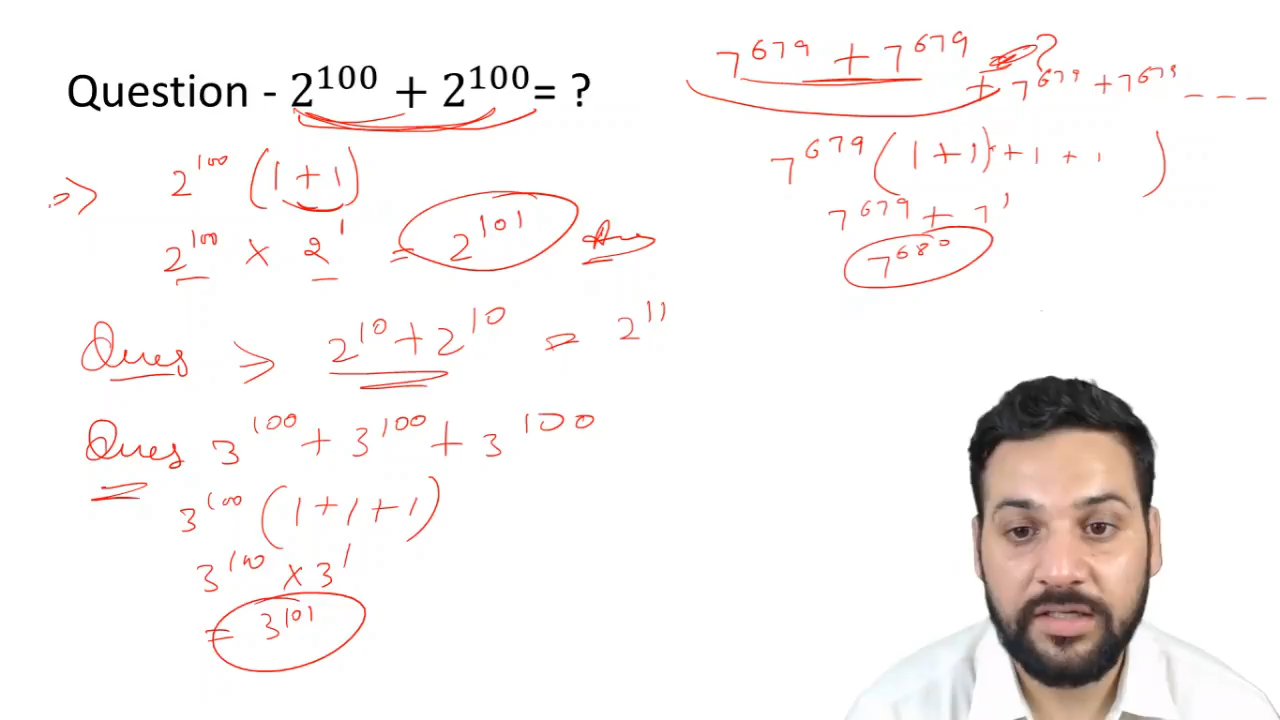 Question - 2¹⁰⁰ + 2¹⁰⁰ = ?
=> 2¹⁰⁰ (1 + 1)
2¹⁰⁰ × 2¹ = 2¹⁰¹ Ans
Ques > 2¹⁰ + 2¹⁰ = 2¹¹
Ques 3¹⁰⁰ + 3¹⁰⁰ + 3¹⁰⁰
3¹⁰⁰ (1 + 1 + 1)
3¹⁰⁰ × 3¹
= 3¹⁰¹
7⁶⁷⁹ + 7⁶⁷⁹ ?
+ 7⁶⁷⁹ + 7⁶⁷⁹ - - -
7⁶⁷⁹ (1 + 1) + 1 + 1 )
7⁶⁷⁹ + 7¹
7⁶⁸⁰